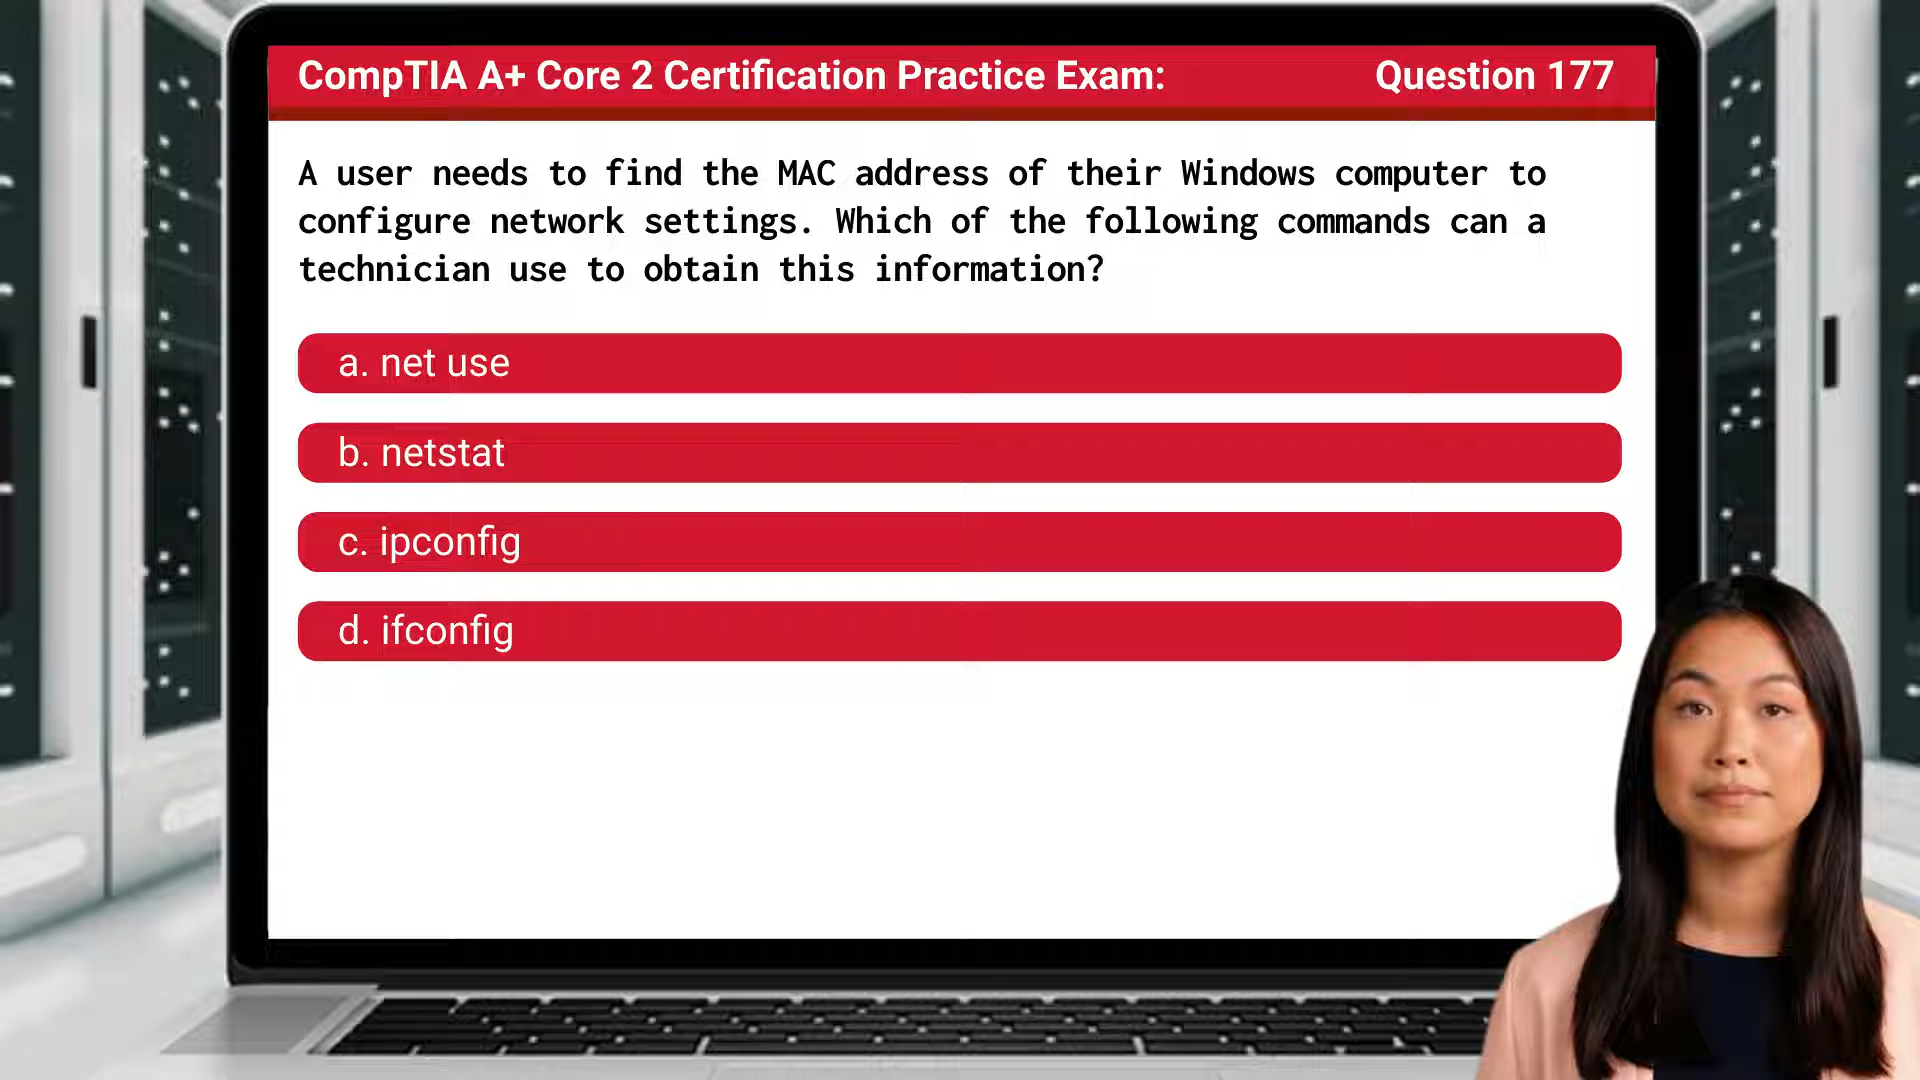 CompTIA A+ Core 2 Certification Practice Exam: Question 177
A user needs to find the MAC address of their Windows computer to
configure network settings. Which of the following commands can a
technician use to obtain this information?
a. net use
b. netstat
c. ipconfig
d. ifconfig